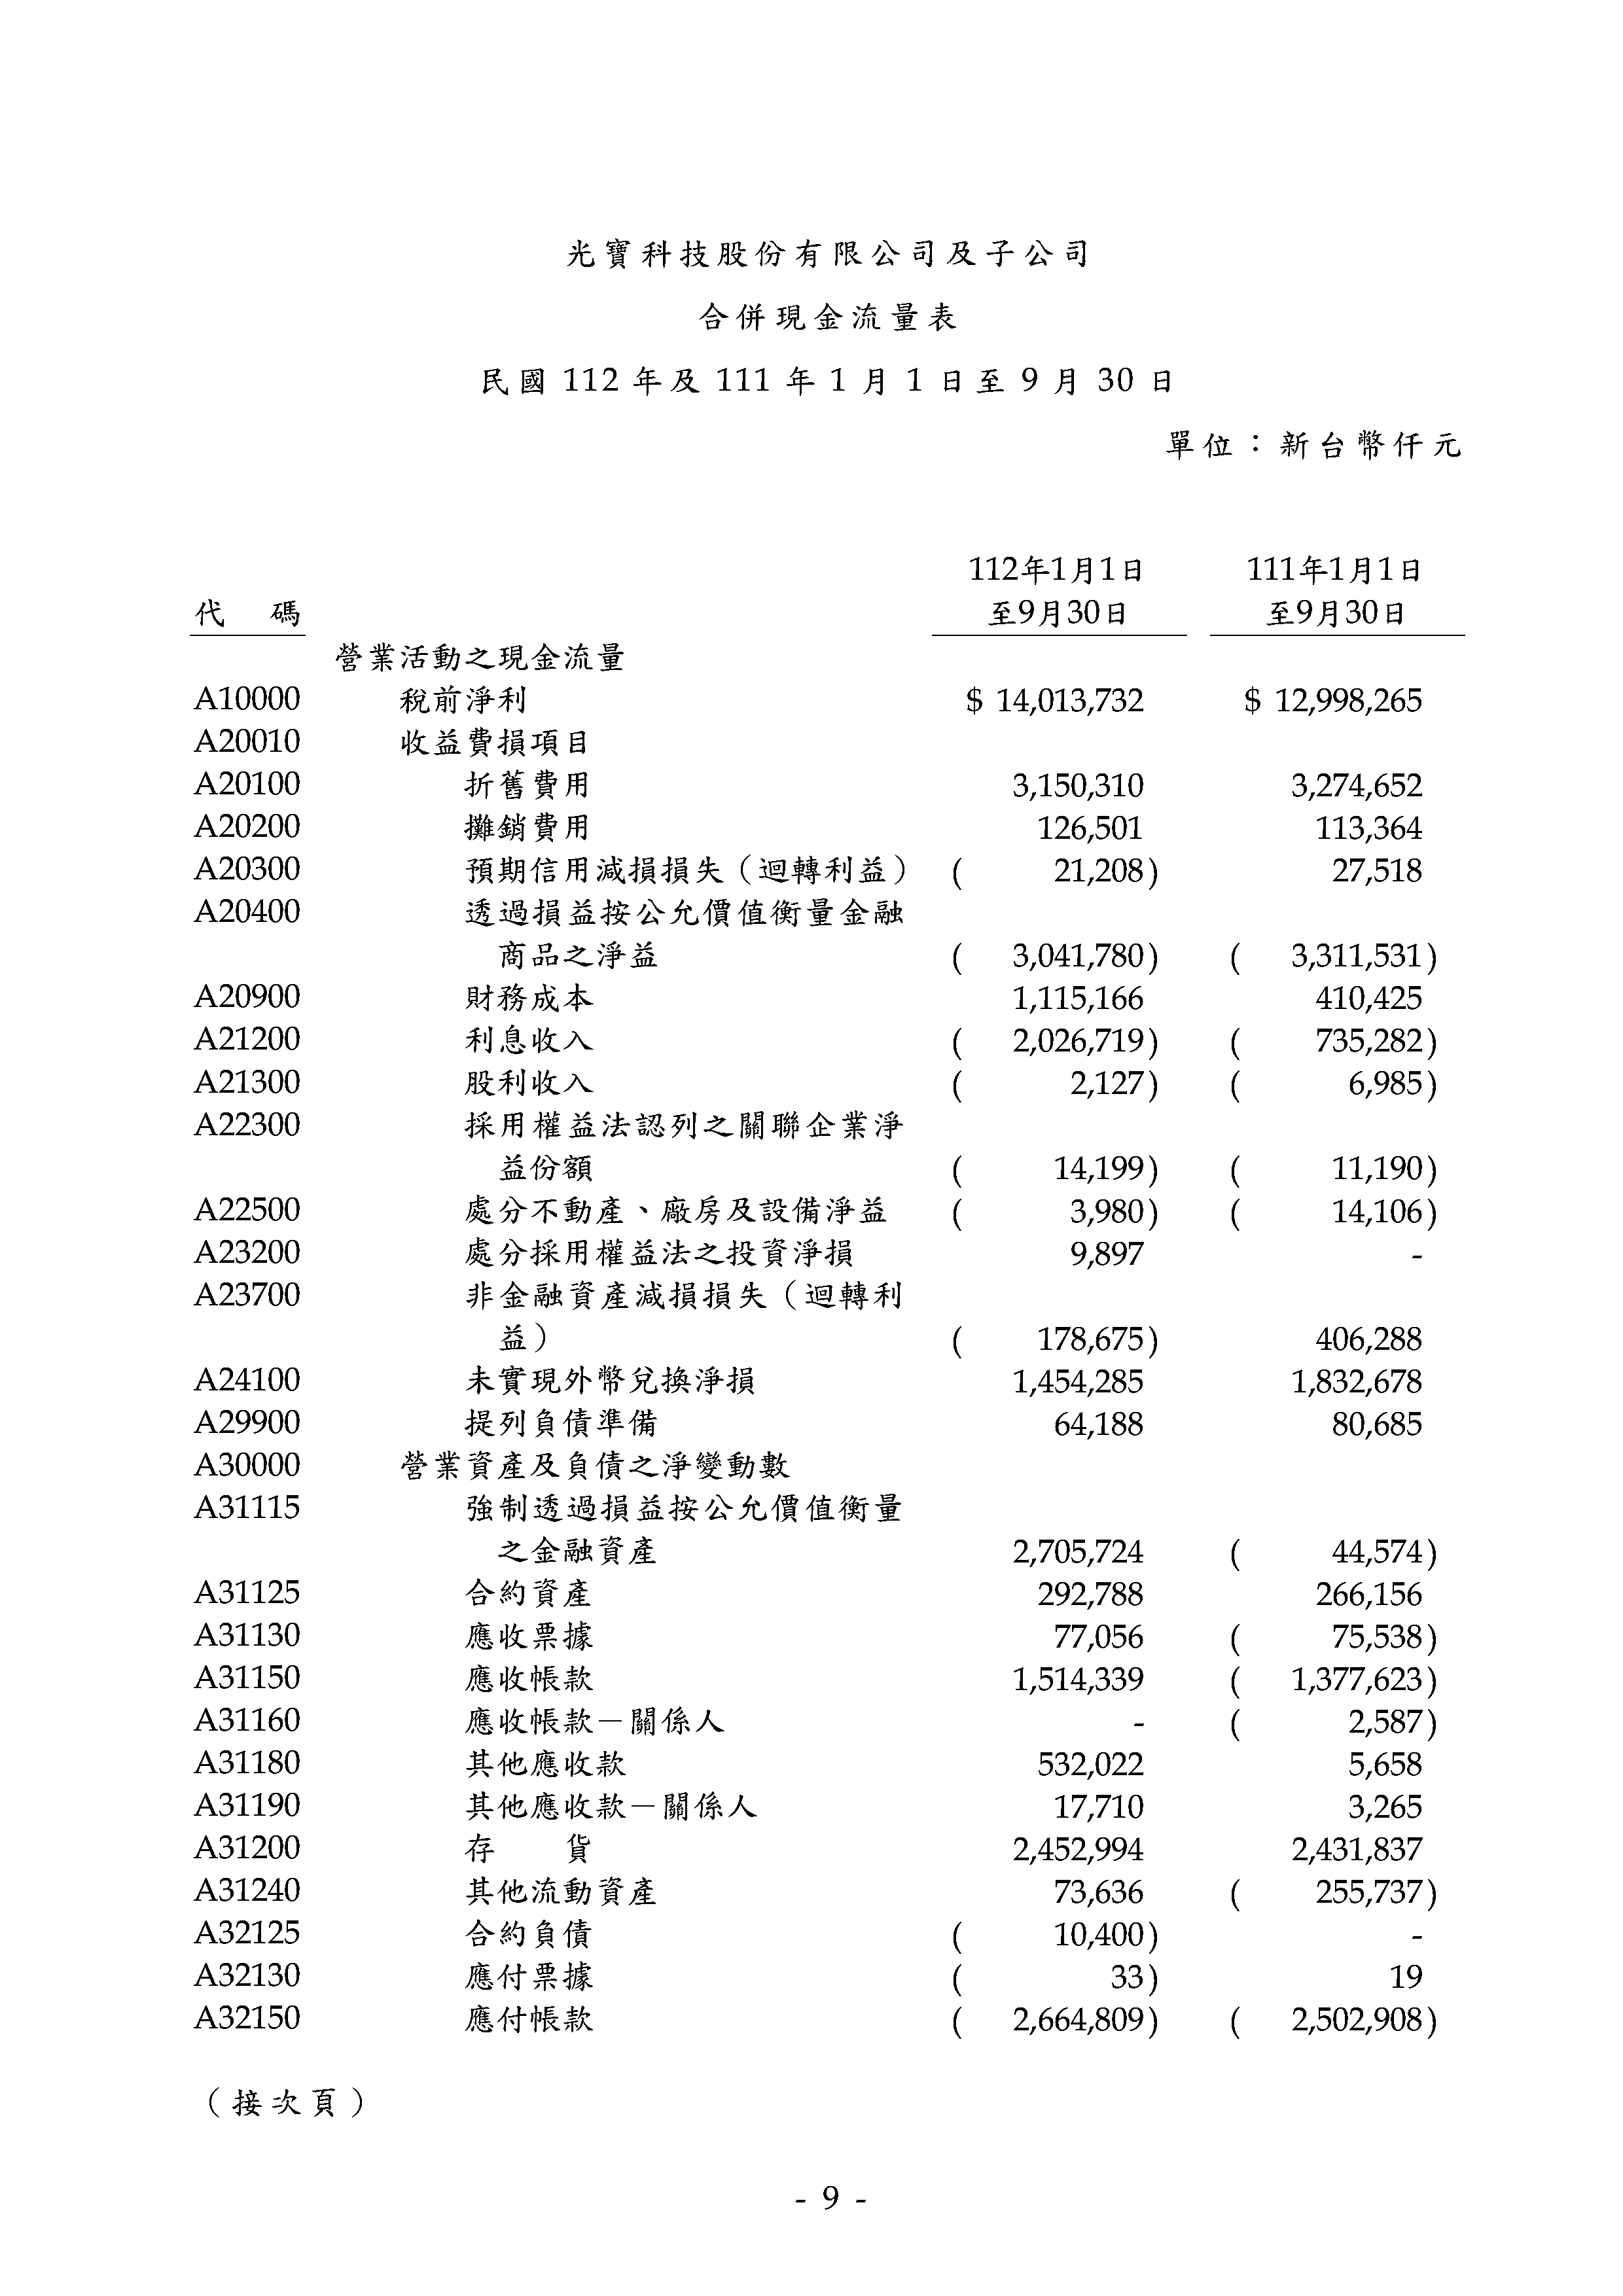 光寶科技股份有限公司及子公司
合併現金流量表
民國 112 年及 111 年 1 月 1 日至 9 月 30 日
單位：新台幣仟元
112年1月1日 111年1月1日
代 碼 至9月30日 至9月30日
營業活動之現金流量
A10000 稅前淨利 $ 14,013,732 $ 12,998,265
A20010 收益費損項目
A20100 折舊費用 3,150,310 3,274,652
A20200 攤銷費用 126,501 113,364
A20300 預期信用減損損失（迴轉利益） ( 21,208) 27,518
A20400 透過損益按公允價值衡量金融
商品之淨益 ( 3,041,780) ( 3,311,531)
A20900 財務成本 1,115,166 410,425
A21200 利息收入 ( 2,026,719) ( 735,282)
A21300 股利收入 ( 2,127) ( 6,985)
A22300 採用權益法認列之關聯企業淨
益份額 ( 14,199) ( 11,190)
A22500 處分不動產、廠房及設備淨益 ( 3,980) ( 14,106)
A23200 處分採用權益法之投資淨損 9,897 -
A23700 非金融資產減損損失（迴轉利
益） ( 178,675) 406,288
A24100 未實現外幣兌換淨損 1,454,285 1,832,678
A29900 提列負債準備 64,188 80,685
A30000 營業資產及負債之淨變動數
A31115 強制透過損益按公允價值衡量
之金融資產 2,705,724 ( 44,574)
A31125 合約資產 292,788 266,156
A31130 應收票據 77,056 ( 75,538)
A31150 應收帳款 1,514,339 ( 1,377,623)
A31160 應收帳款－關係人 - ( 2,587)
A31180 其他應收款 532,022 5,658
A31190 其他應收款－關係人 17,710 3,265
A31200 存 貨 2,452,994 2,431,837
A31240 其他流動資產 73,636 ( 255,737)
A32125 合約負債 ( 10,400) -
A32130 應付票據 ( 33) 19
A32150 應付帳款 ( 2,664,809) ( 2,502,908)
（接次頁）
- 9 -